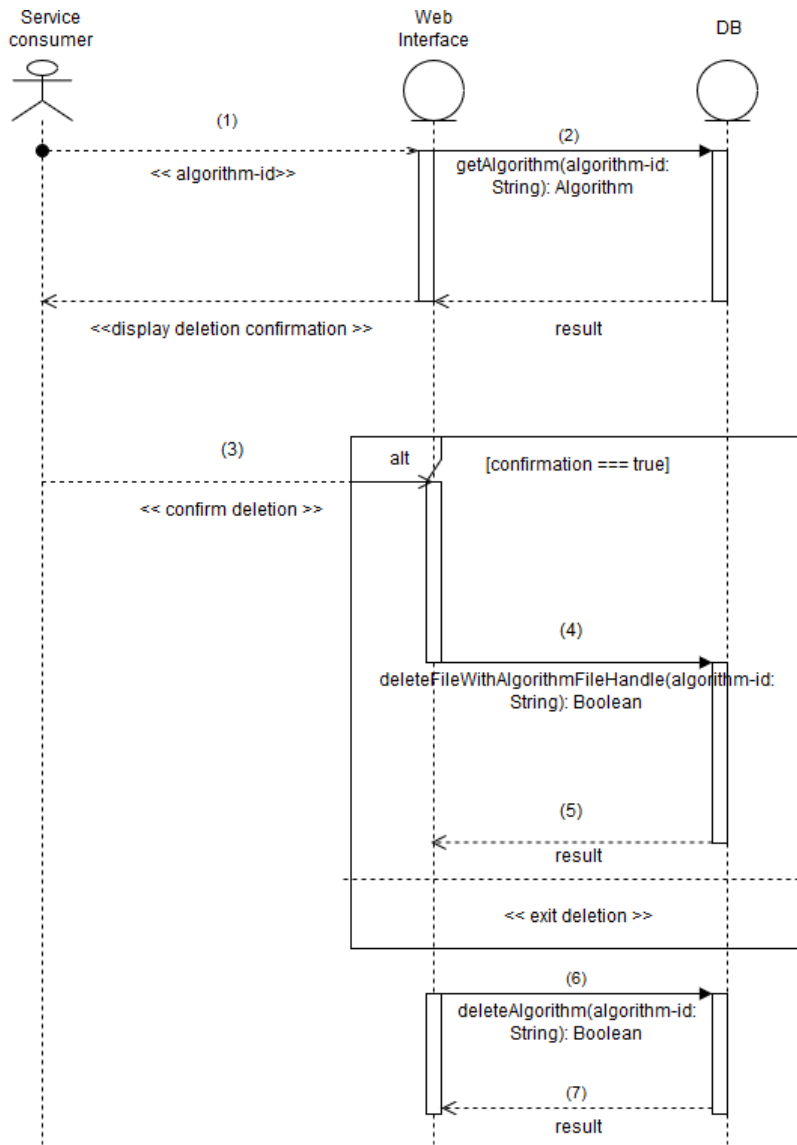 Service
consumer
Web
Interface
DB
(1)
(2)
<< algorithm-id>>
getAlgorithm(algorithm-id:
String): Algorithm
<<display deletion confirmation >>
result
(3)
alt
[confirmation === true]
<< confirm deletion >>
(4)
deleteFileWithAlgorithmFileHandle(algorithm-id:
String): Boolean
(5)
result
<< exit deletion >>
(6)
deleteAlgorithm(algorithm-id:
String): Boolean
(7)
result